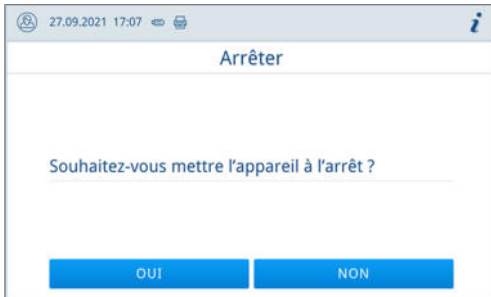 27.09.2021 17:07
i
Arrêter
Souhaitez-vous mettre l'appareil à l'arrêt ?
OUI NON